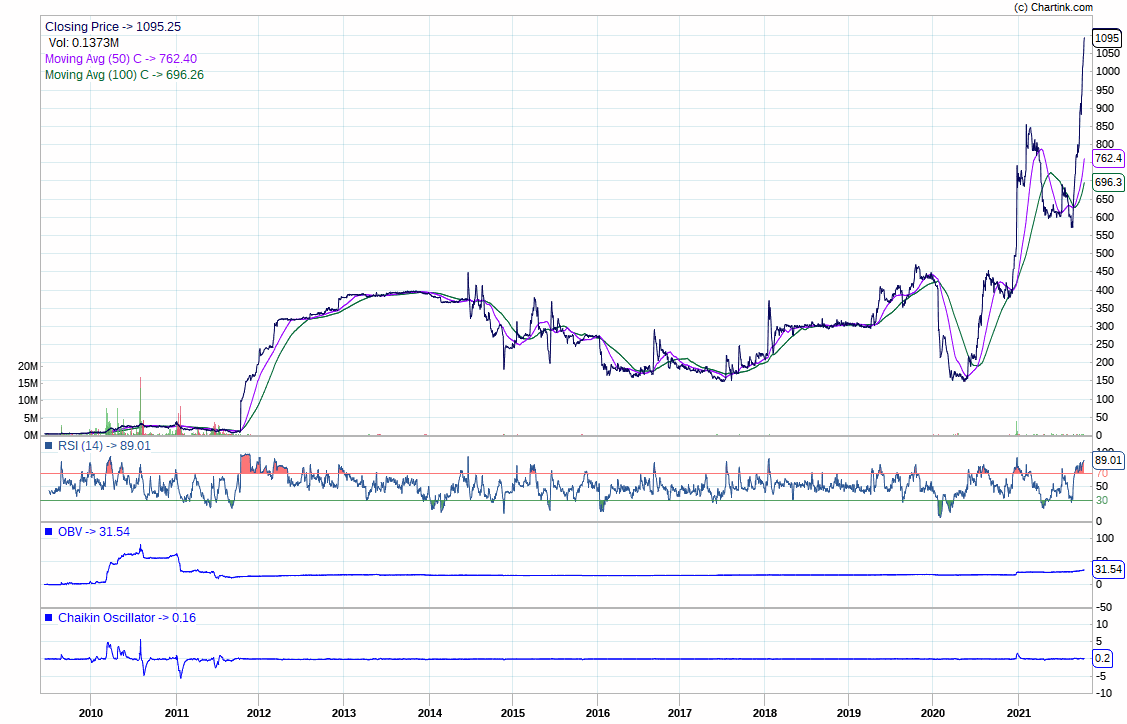 (c) Chartink.com
Closing Price -> 1095.25
Vol: 0.1373M
Moving Avg (50) C -> 762.40
Moving Avg (100) C -> 696.26
1095
1050
1000
950
900
850
800
762.4
696.3
650
600
550
500
450
400
350
300
250
200
150
100
50
0
20M
15M
10M
5M
0M
RSI (14) -> 89.01
100
89.01
70
50
30
0
OBV -> 31.54
100
50
31.54
0
-50
Chaikin Oscillator -> 0.16
10
5
0.2
-5
-10
2010 2011 2012 2013 2014 2015 2016 2017 2018 2019 2020 2021